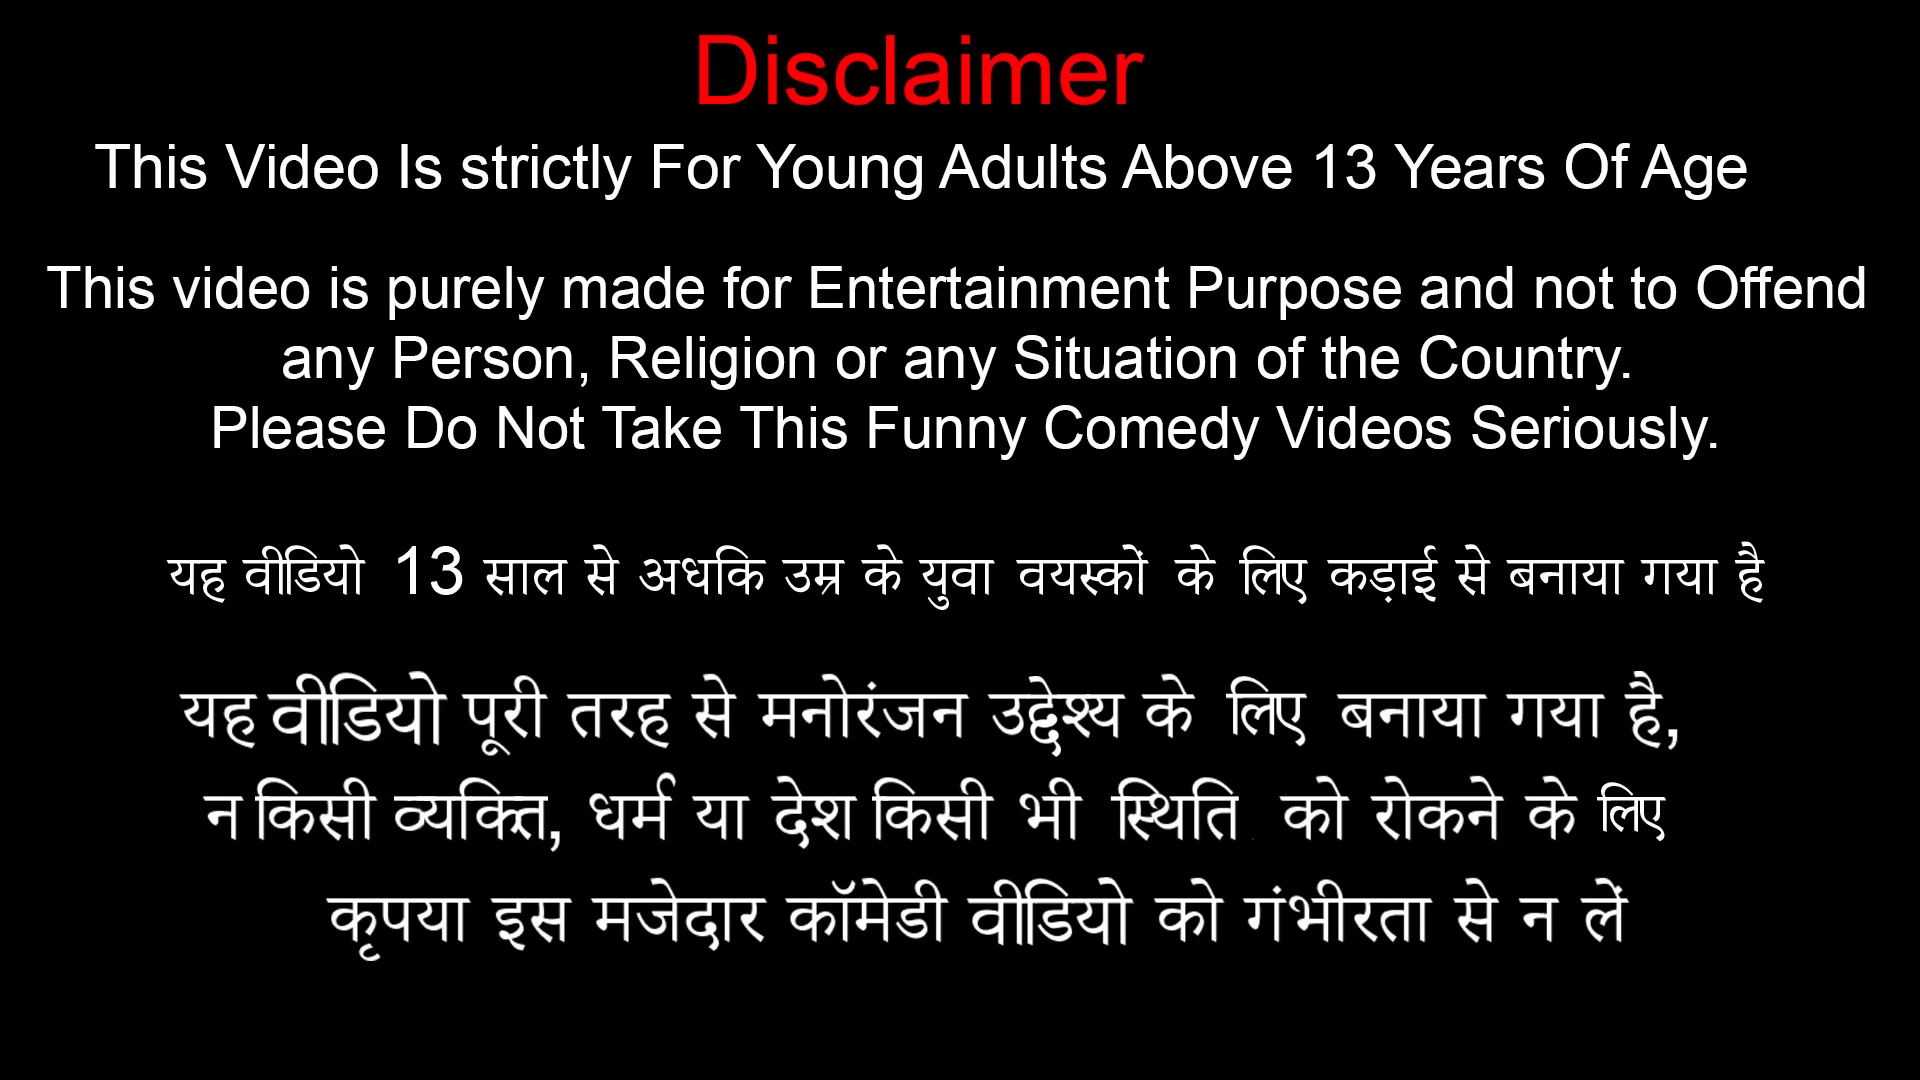 Disclaimer
This Video Is strictly For Young Adults Above 13 Years Of Age
This video is purely made for Entertainment Purpose and not to Offend
any Person, Religion or any Situation of the Country.
Please Do Not Take This Funny Comedy Videos Seriously.
यह वीडियो 13 साल से अधकि उम्र के युवा वयस्कों के लिए कड़ाई से बनाया गया है
यह वीडियो पूरी तरह से मनोरंजन उद्देश्य के लिए बनाया गया है,
न किसी व्यक्ति, धर्म या देश किसी भी स्थिति को रोकने के लिए
कृपया इस मजेदार कॉमेडी वीडियो को गंभीरता से न लें